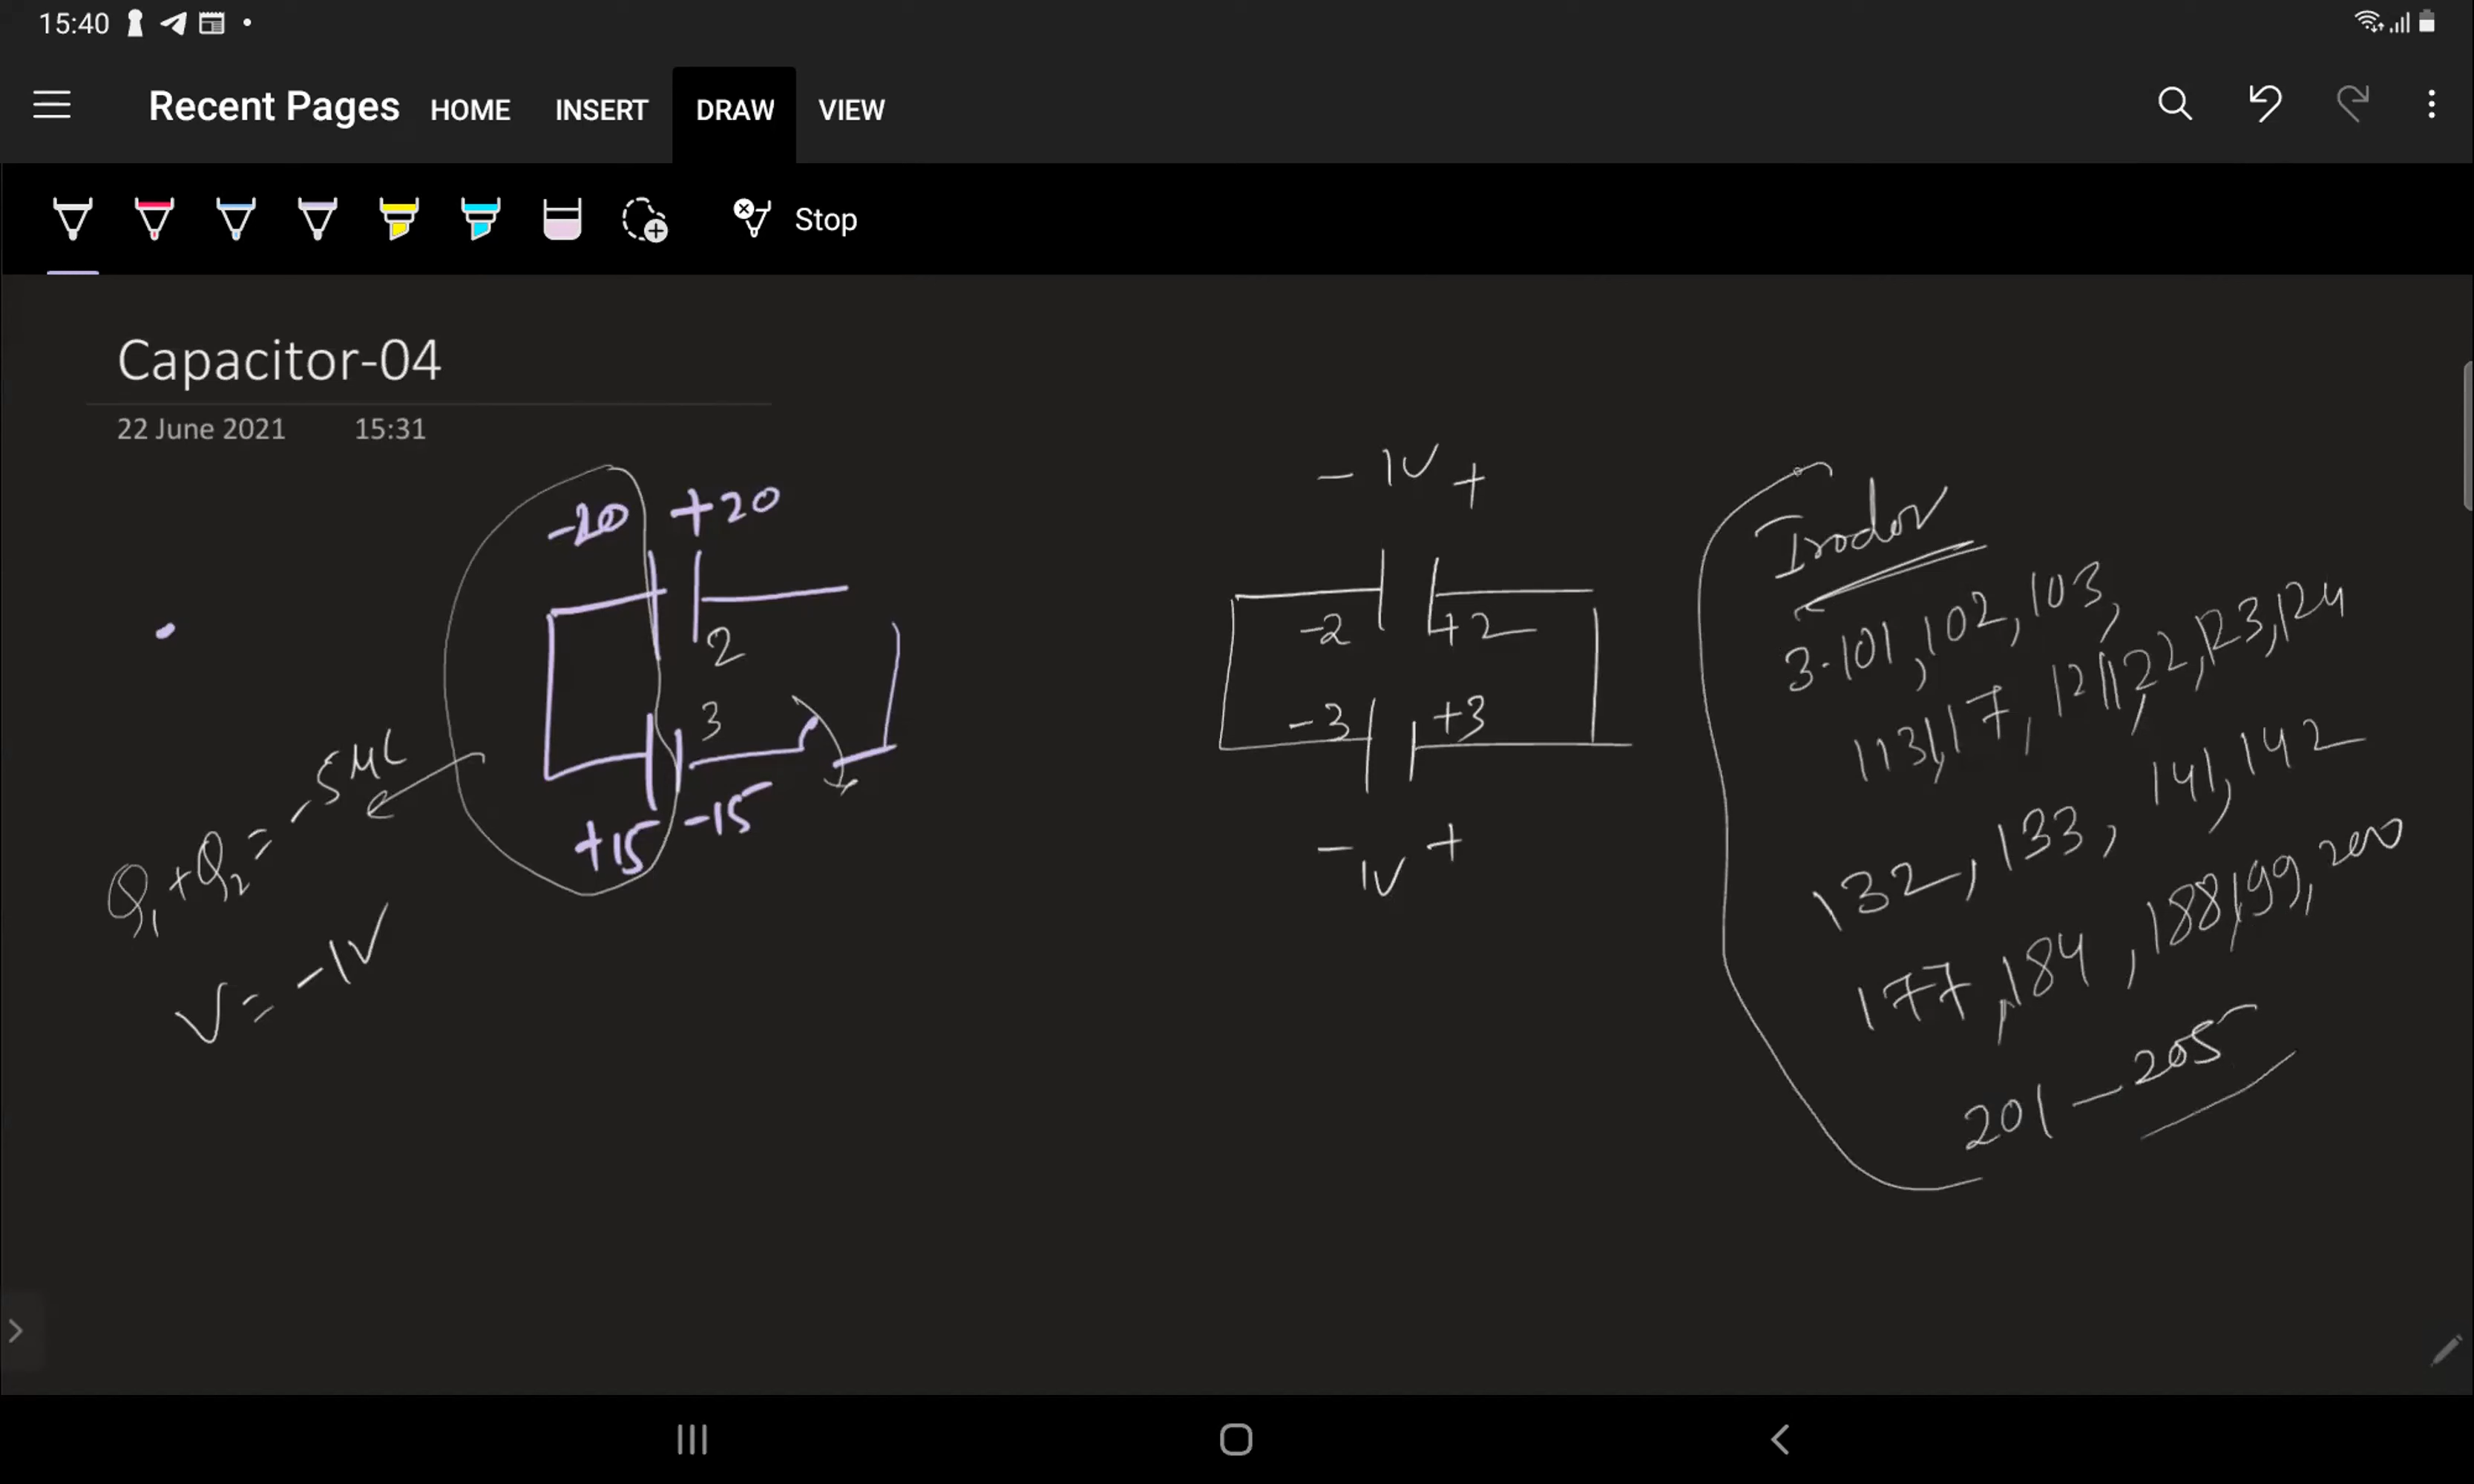 15:40
Recent Pages HOME INSERT DRAW VIEW
Stop
Capacitor-04
22 June 2021 15:31
-20 +20
2
3
+15 -15
Q1+Q2 = -5μC
V = -1V
- 1V +
-2 +2
-3 +3
- 1V +
Irodov
3.101, 102, 103,
113, 117, 121, 122, 123, 124
132, 133, 141, 142
177, 184, 188, 199, 200
201 - 205